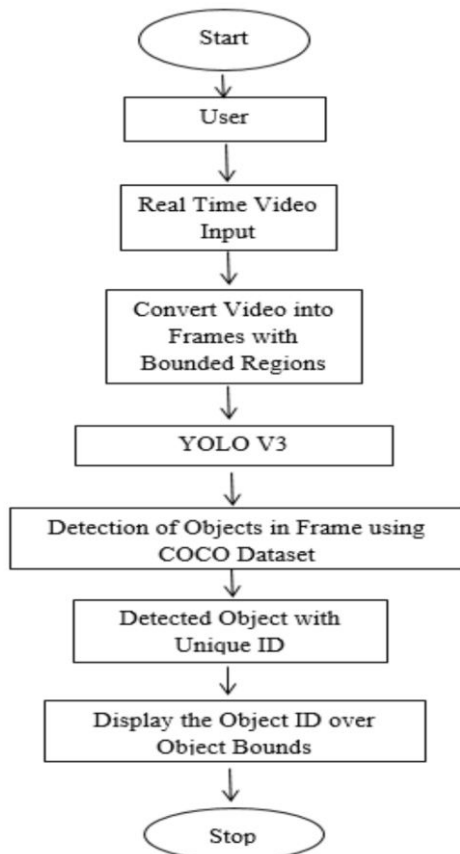 Start
User
Real Time Video
Input
Convert Video into
Frames with
Bounded Regions
YOLO V3
Detection of Objects in Frame using
COCO Dataset
Detected Object with
Unique ID
Display the Object ID over
Object Bounds
Stop